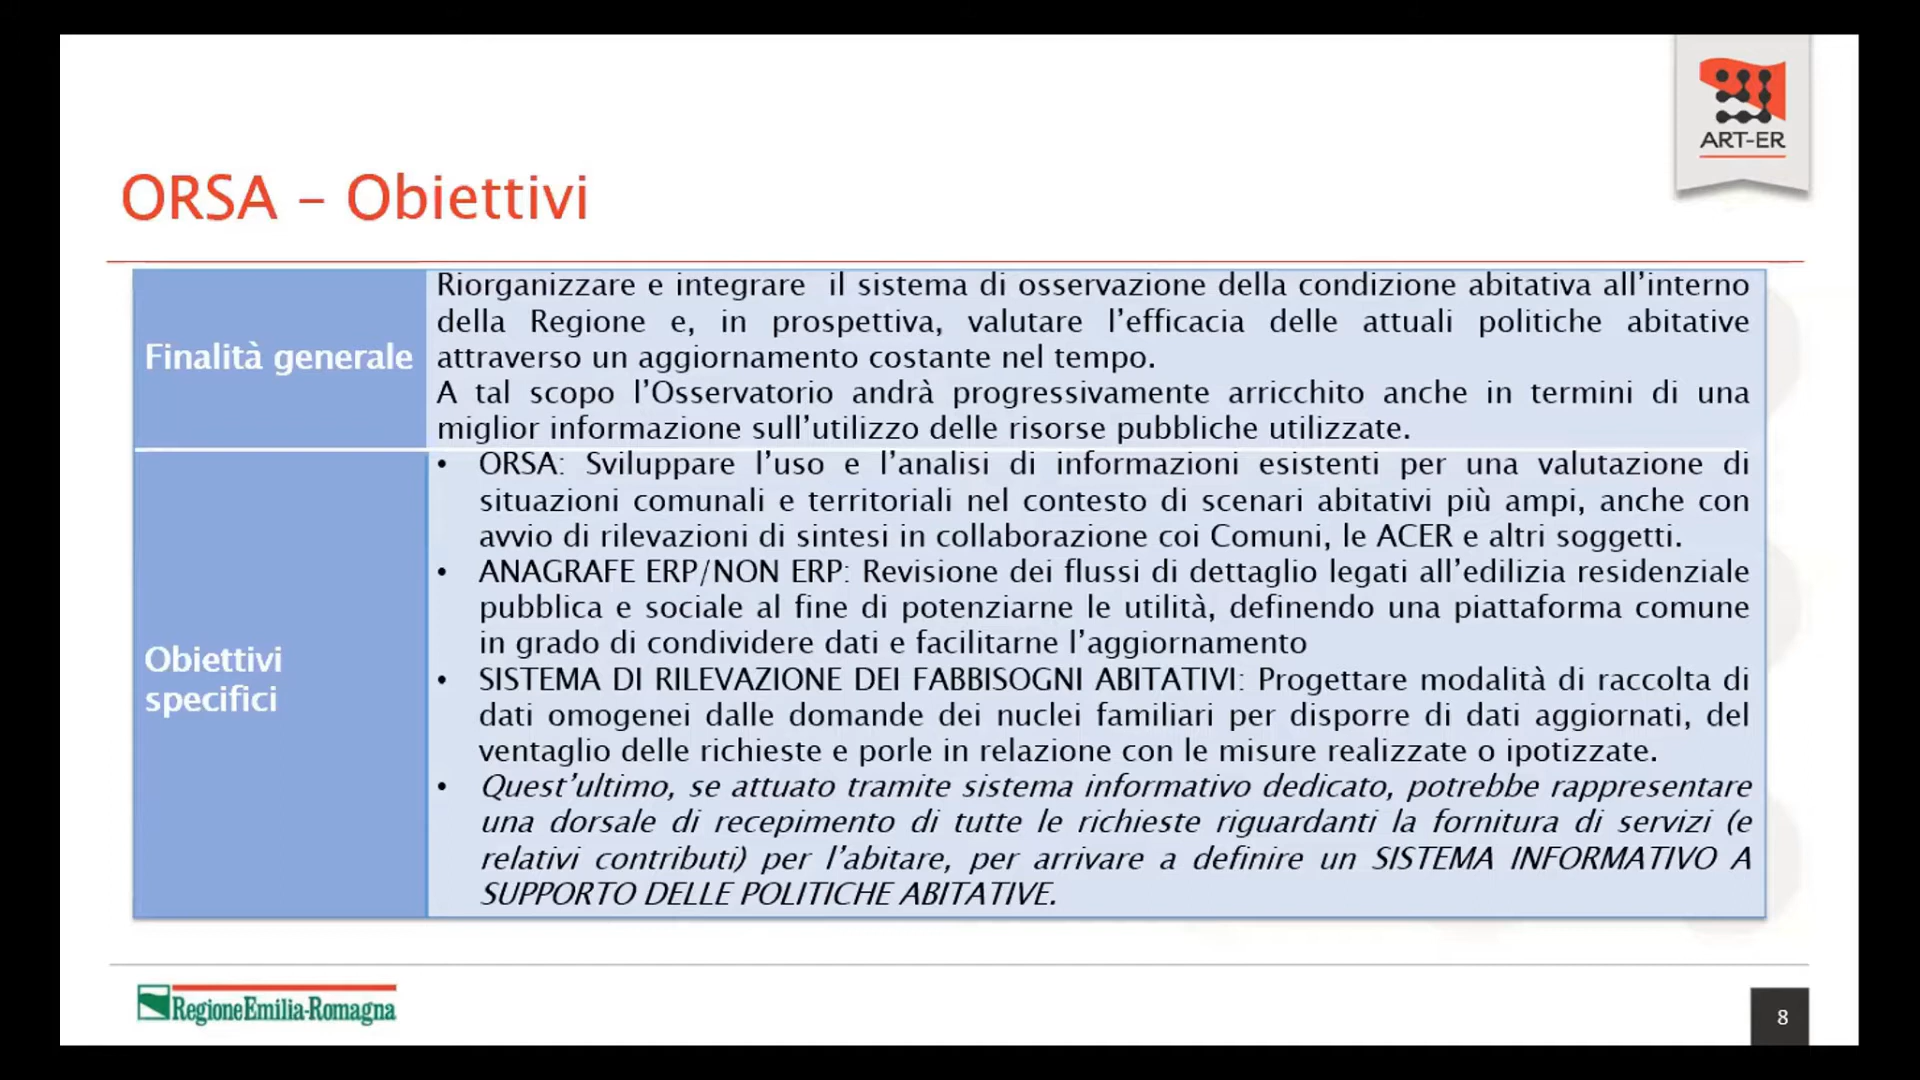 ART-ER
ORSA – Obiettivi
Finalità generale
Riorganizzare e integrare il sistema di osservazione della condizione abitativa all’interno
della Regione e, in prospettiva, valutare l’efficacia delle attuali politiche abitative
attraverso un aggiornamento costante nel tempo.
A tal scopo l’Osservatorio andrà progressivamente arricchito anche in termini di una
miglior informazione sull’utilizzo delle risorse pubbliche utilizzate.
Obiettivi
specifici
• ORSA: Sviluppare l’uso e l’analisi di informazioni esistenti per una valutazione di
situazioni comunali e territoriali nel contesto di scenari abitativi più ampi, anche con
avvio di rilevazioni di sintesi in collaborazione coi Comuni, le ACER e altri soggetti.
• ANAGRAFE ERP/NON ERP: Revisione dei flussi di dettaglio legati all’edilizia residenziale
pubblica e sociale al fine di potenziarne le utilità, definendo una piattaforma comune
in grado di condividere dati e facilitarne l’aggiornamento
• SISTEMA DI RILEVAZIONE DEI FABBISOGNI ABITATIVI: Progettare modalità di raccolta di
dati omogenei dalle domande dei nuclei familiari per disporre di dati aggiornati, del
ventaglio delle richieste e porle in relazione con le misure realizzate o ipotizzate.
• Quest’ultimo, se attuato tramite sistema informativo dedicato, potrebbe rappresentare
una dorsale di recepimento di tutte le richieste riguardanti la fornitura di servizi (e
relativi contributi) per l’abitare, per arrivare a definire un SISTEMA INFORMATIVO A
SUPPORTO DELLE POLITICHE ABITATIVE.
RegioneEmilia-Romagna
8